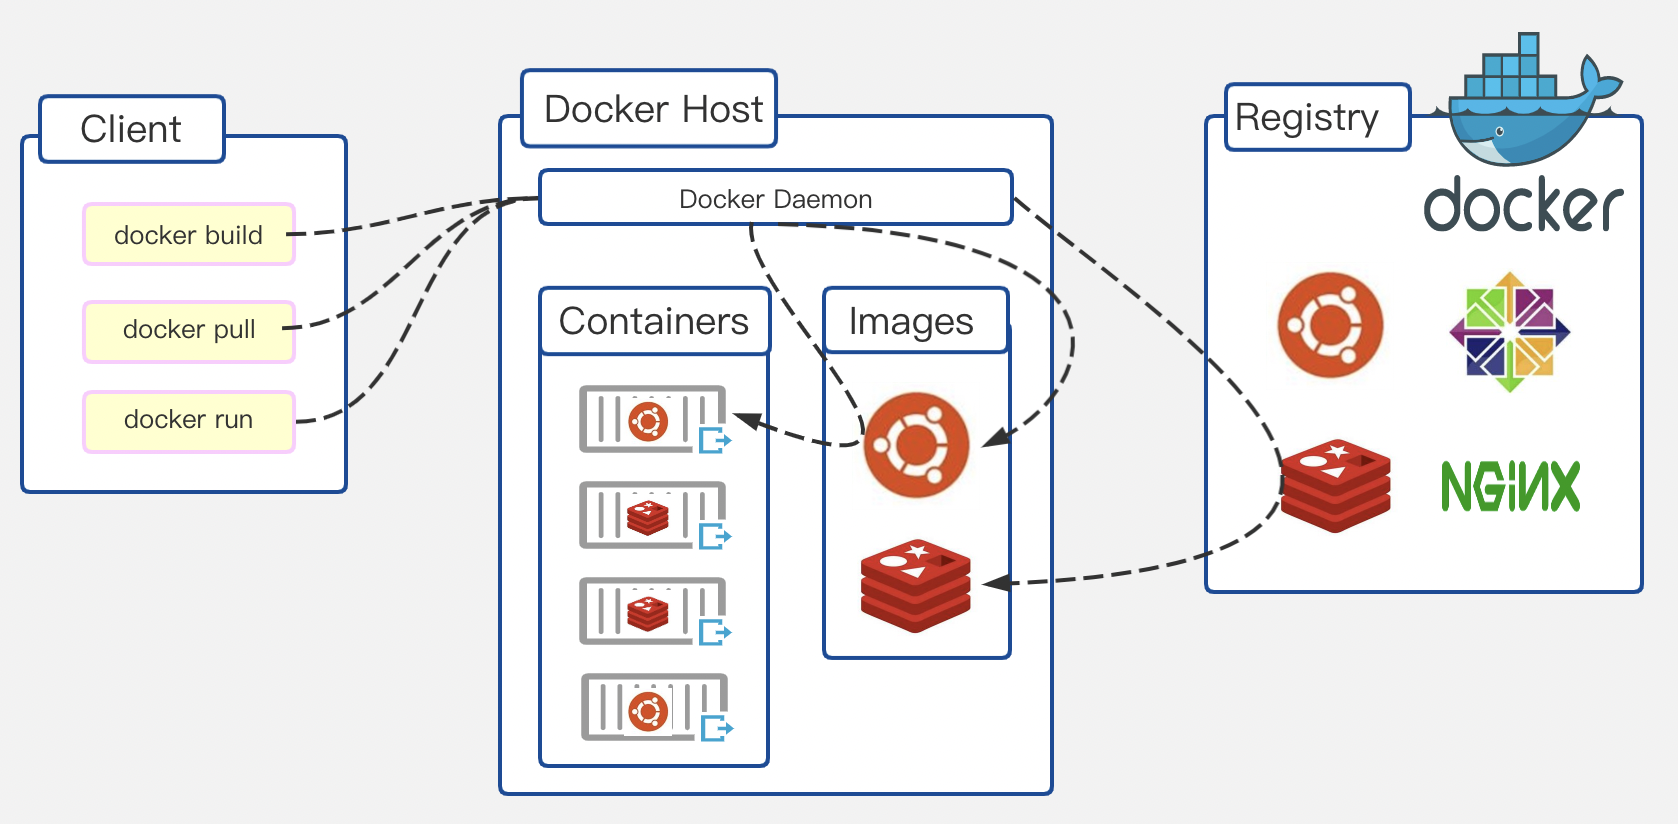 Client
docker build
docker pull
docker run
Docker Host
Docker Daemon
Containers
Images
Registry
docker
NGiNX